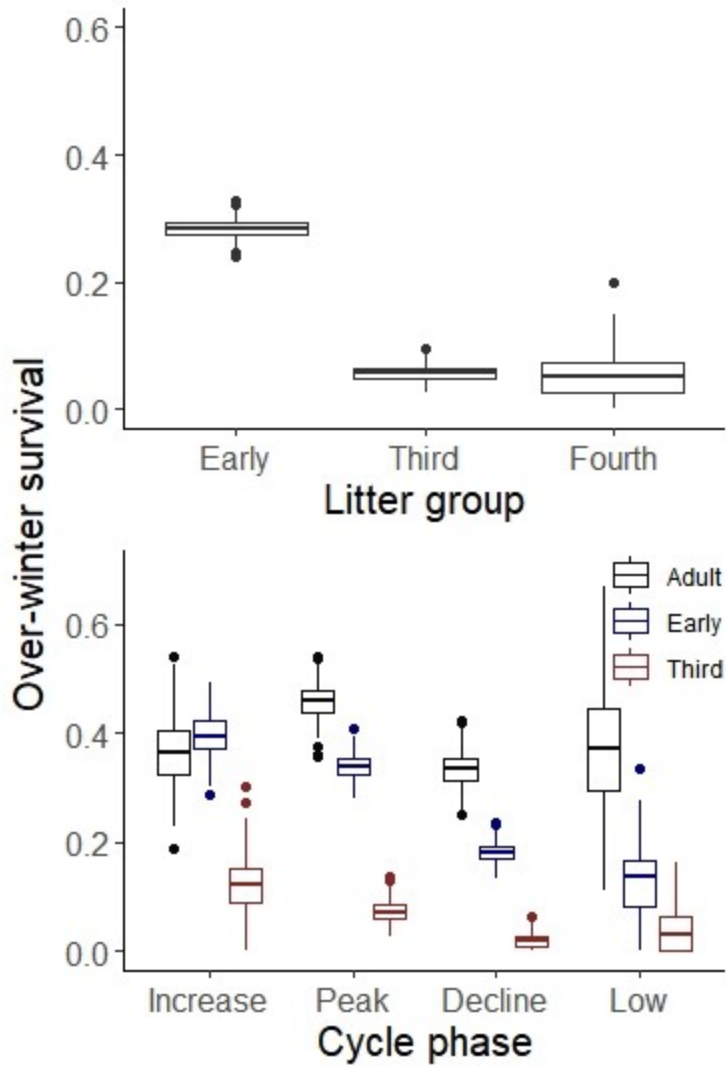 Over-winter survival
0.6
0.4
0.2
0.0
Early Third Fourth
Litter group
Adult
Early
Third
0.6
0.4
0.2
0.0
Increase Peak Decline Low
Cycle phase